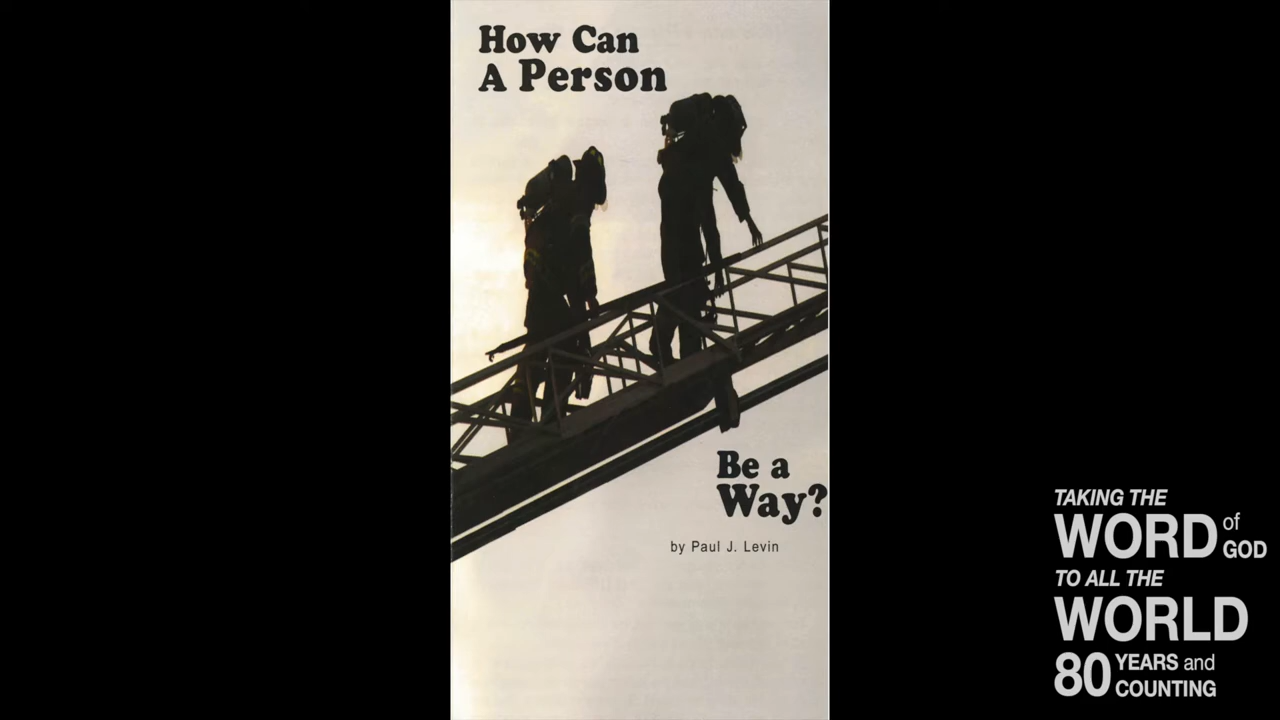 How Can
A Person
Be a
Way?
by Paul J. Levin
TAKING THE
WORD of GOD
TO ALL THE
WORLD
80 YEARS and
COUNTING